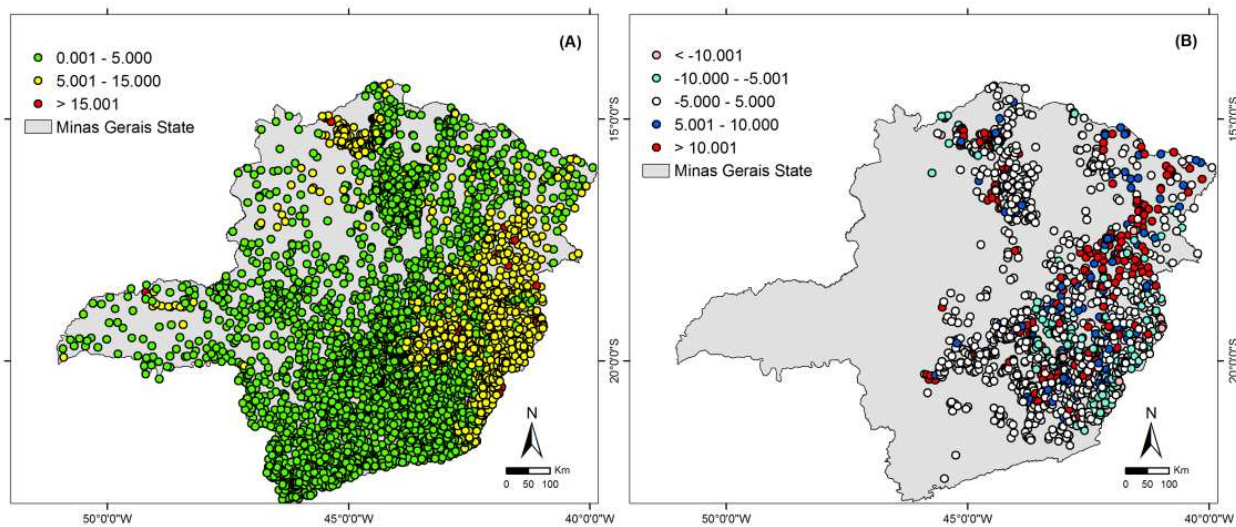 (A)
0.001 - 5.000
5.001 - 15.000
> 15.001
Minas Gerais State
15°0'0"S
20°0'0"S
N
Km
0 50 100
50°0'0"W
45°0'0"W
40°0'0"W
(B)
< -10.001
-10.000 - -5.001
-5.000 - 5.000
5.001 - 10.000
> 10.001
Minas Gerais State
15°0'0"S
20°0'0"S
N
Km
0 50 100
50°0'0"W
45°0'0"W
40°0'0"W